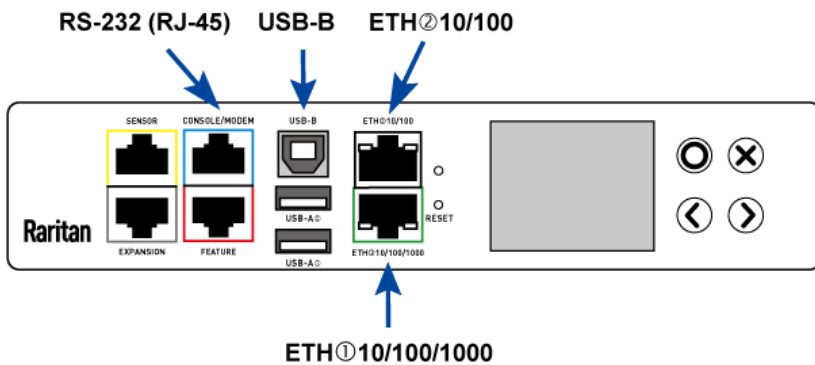 RS-232 (RJ-45) USB-B ETH②10/100
SENSOR CONSOLE/MODEM USB-B ETH②10/100
USB-A②
RESET
Raritan
EXPANSION FEATURE USB-A① ETH①10/100/1000
ETH①10/100/1000